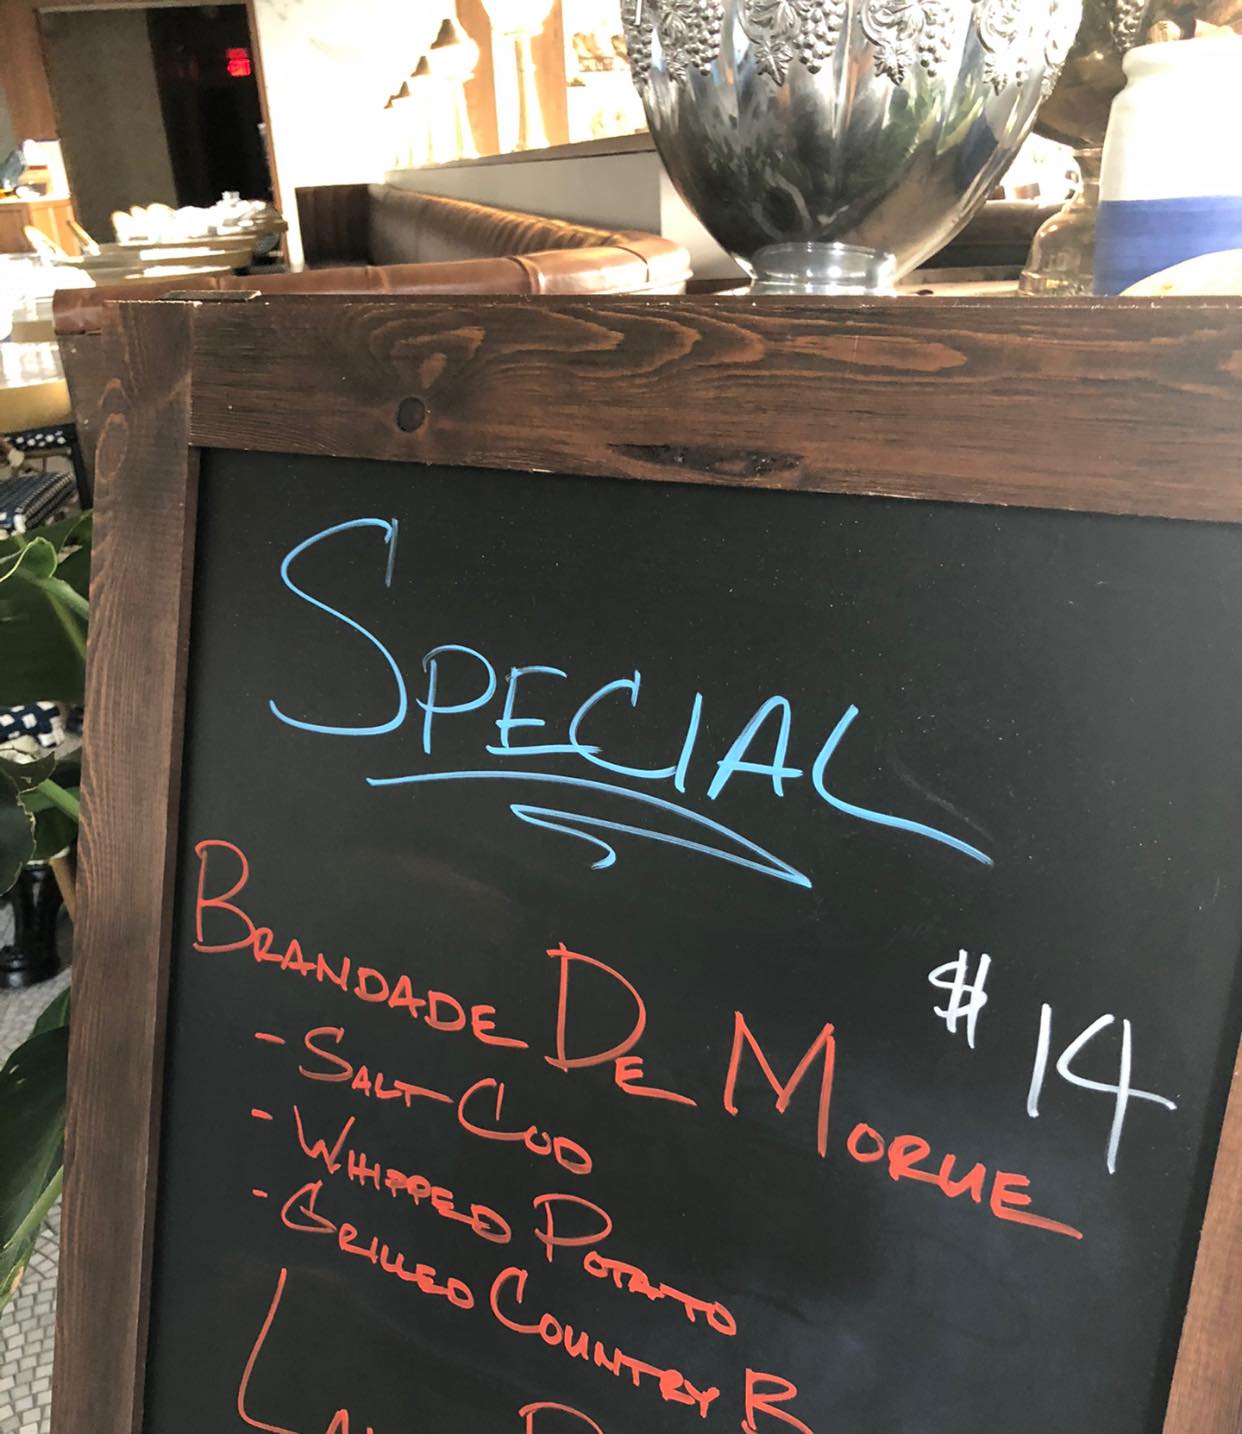 SPECIAL
BRANDADE DE MORUE $14
- SALT COD
- WHIPPED POTATO
- GRILLED COUNTRY